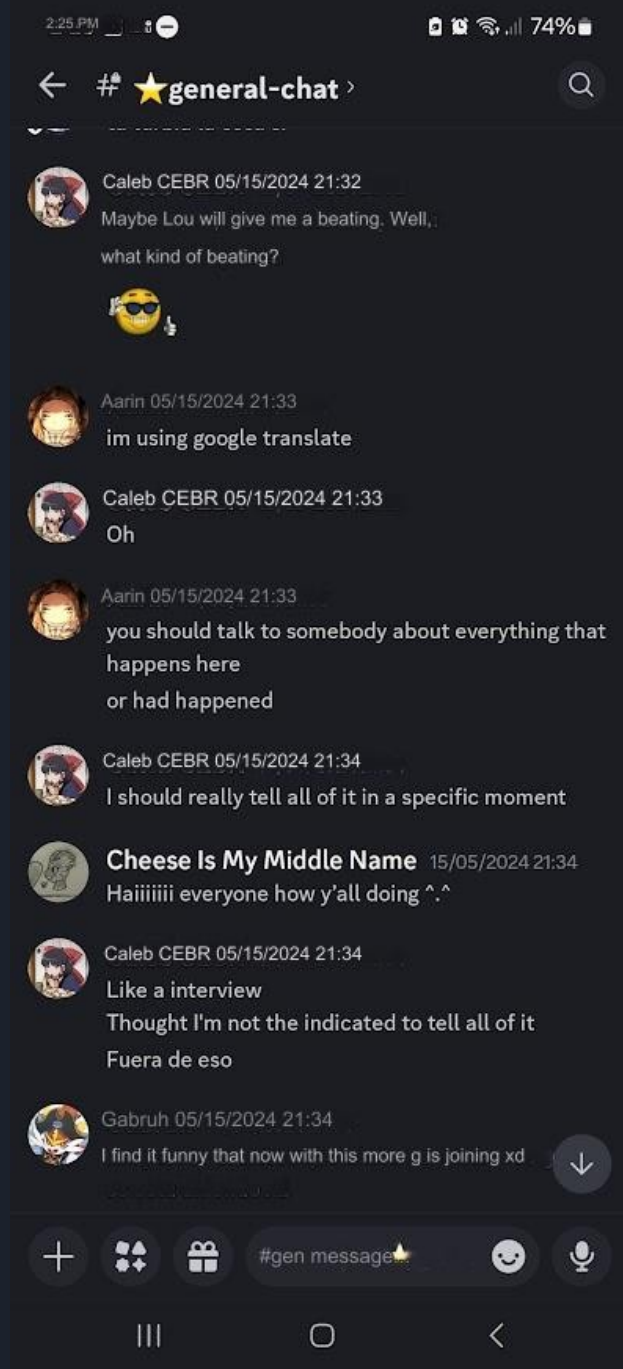 2:25 PM
74%
# general-chat >
Caleb CEBR 05/15/2024 21:32
Maybe Lou will give me a beating. Well,
what kind of beating?
Aarin 05/15/2024 21:33
im using google translate
Caleb CEBR 05/15/2024 21:33
Oh
Aarin 05/15/2024 21:33
you should talk to somebody about everything that
happens here
or had happened
Caleb CEBR 05/15/2024 21:34
I should really tell all of it in a specific moment
Cheese Is My Middle Name 15/05/2024 21:34
Haiiiiiii everyone how y'all doing ^.^
Caleb CEBR 05/15/2024 21:34
Like a interview
Thought I'm not the indicated to tell all of it
Fuera de eso
Gabruh 05/15/2024 21:34
I find it funny that now with this more g is joining xd
#gen message